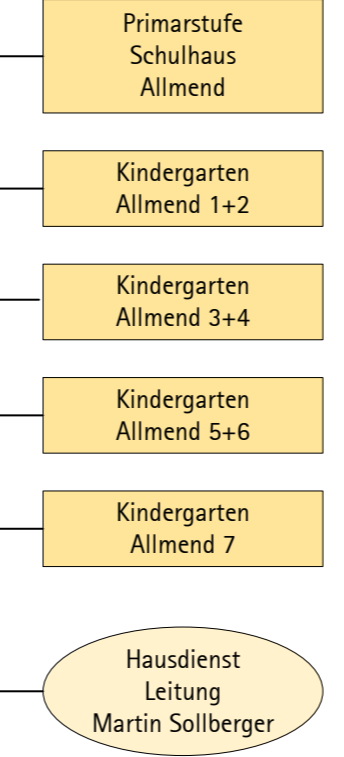 Primarstufe
Schulhaus
Allmend
Kindergarten
Allmend 1+2
Kindergarten
Allmend 3+4
Kindergarten
Allmend 5+6
Kindergarten
Allmend 7
Hausdienst
Leitung
Martin Sollberger